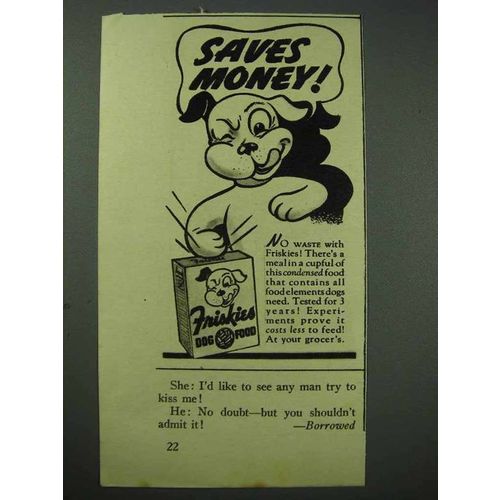 SAVES
MONEY!
NO WASTE with
Friskies! There's a
meal in a cupful of
this condensed food
that contains all
food elements dogs
need. Tested for 3
years! Experi-
ments prove it
costs less to feed!
At your grocer's.
Friskies
DOG FOOD
She: I'd like to see any man try to
kiss me!
He: No doubt—but you shouldn't
admit it! —Borrowed
22